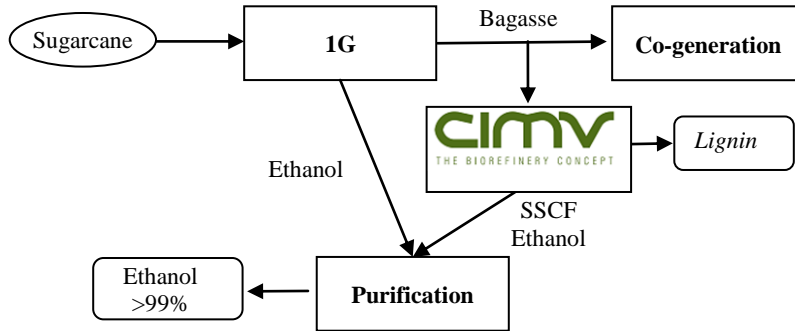 Sugarcane
1G
Bagasse
Co-generation
CIMV
THE BIOREFINERY CONCEPT
Lignin
Ethanol
SSCF
Ethanol
Purification
Ethanol
>99%